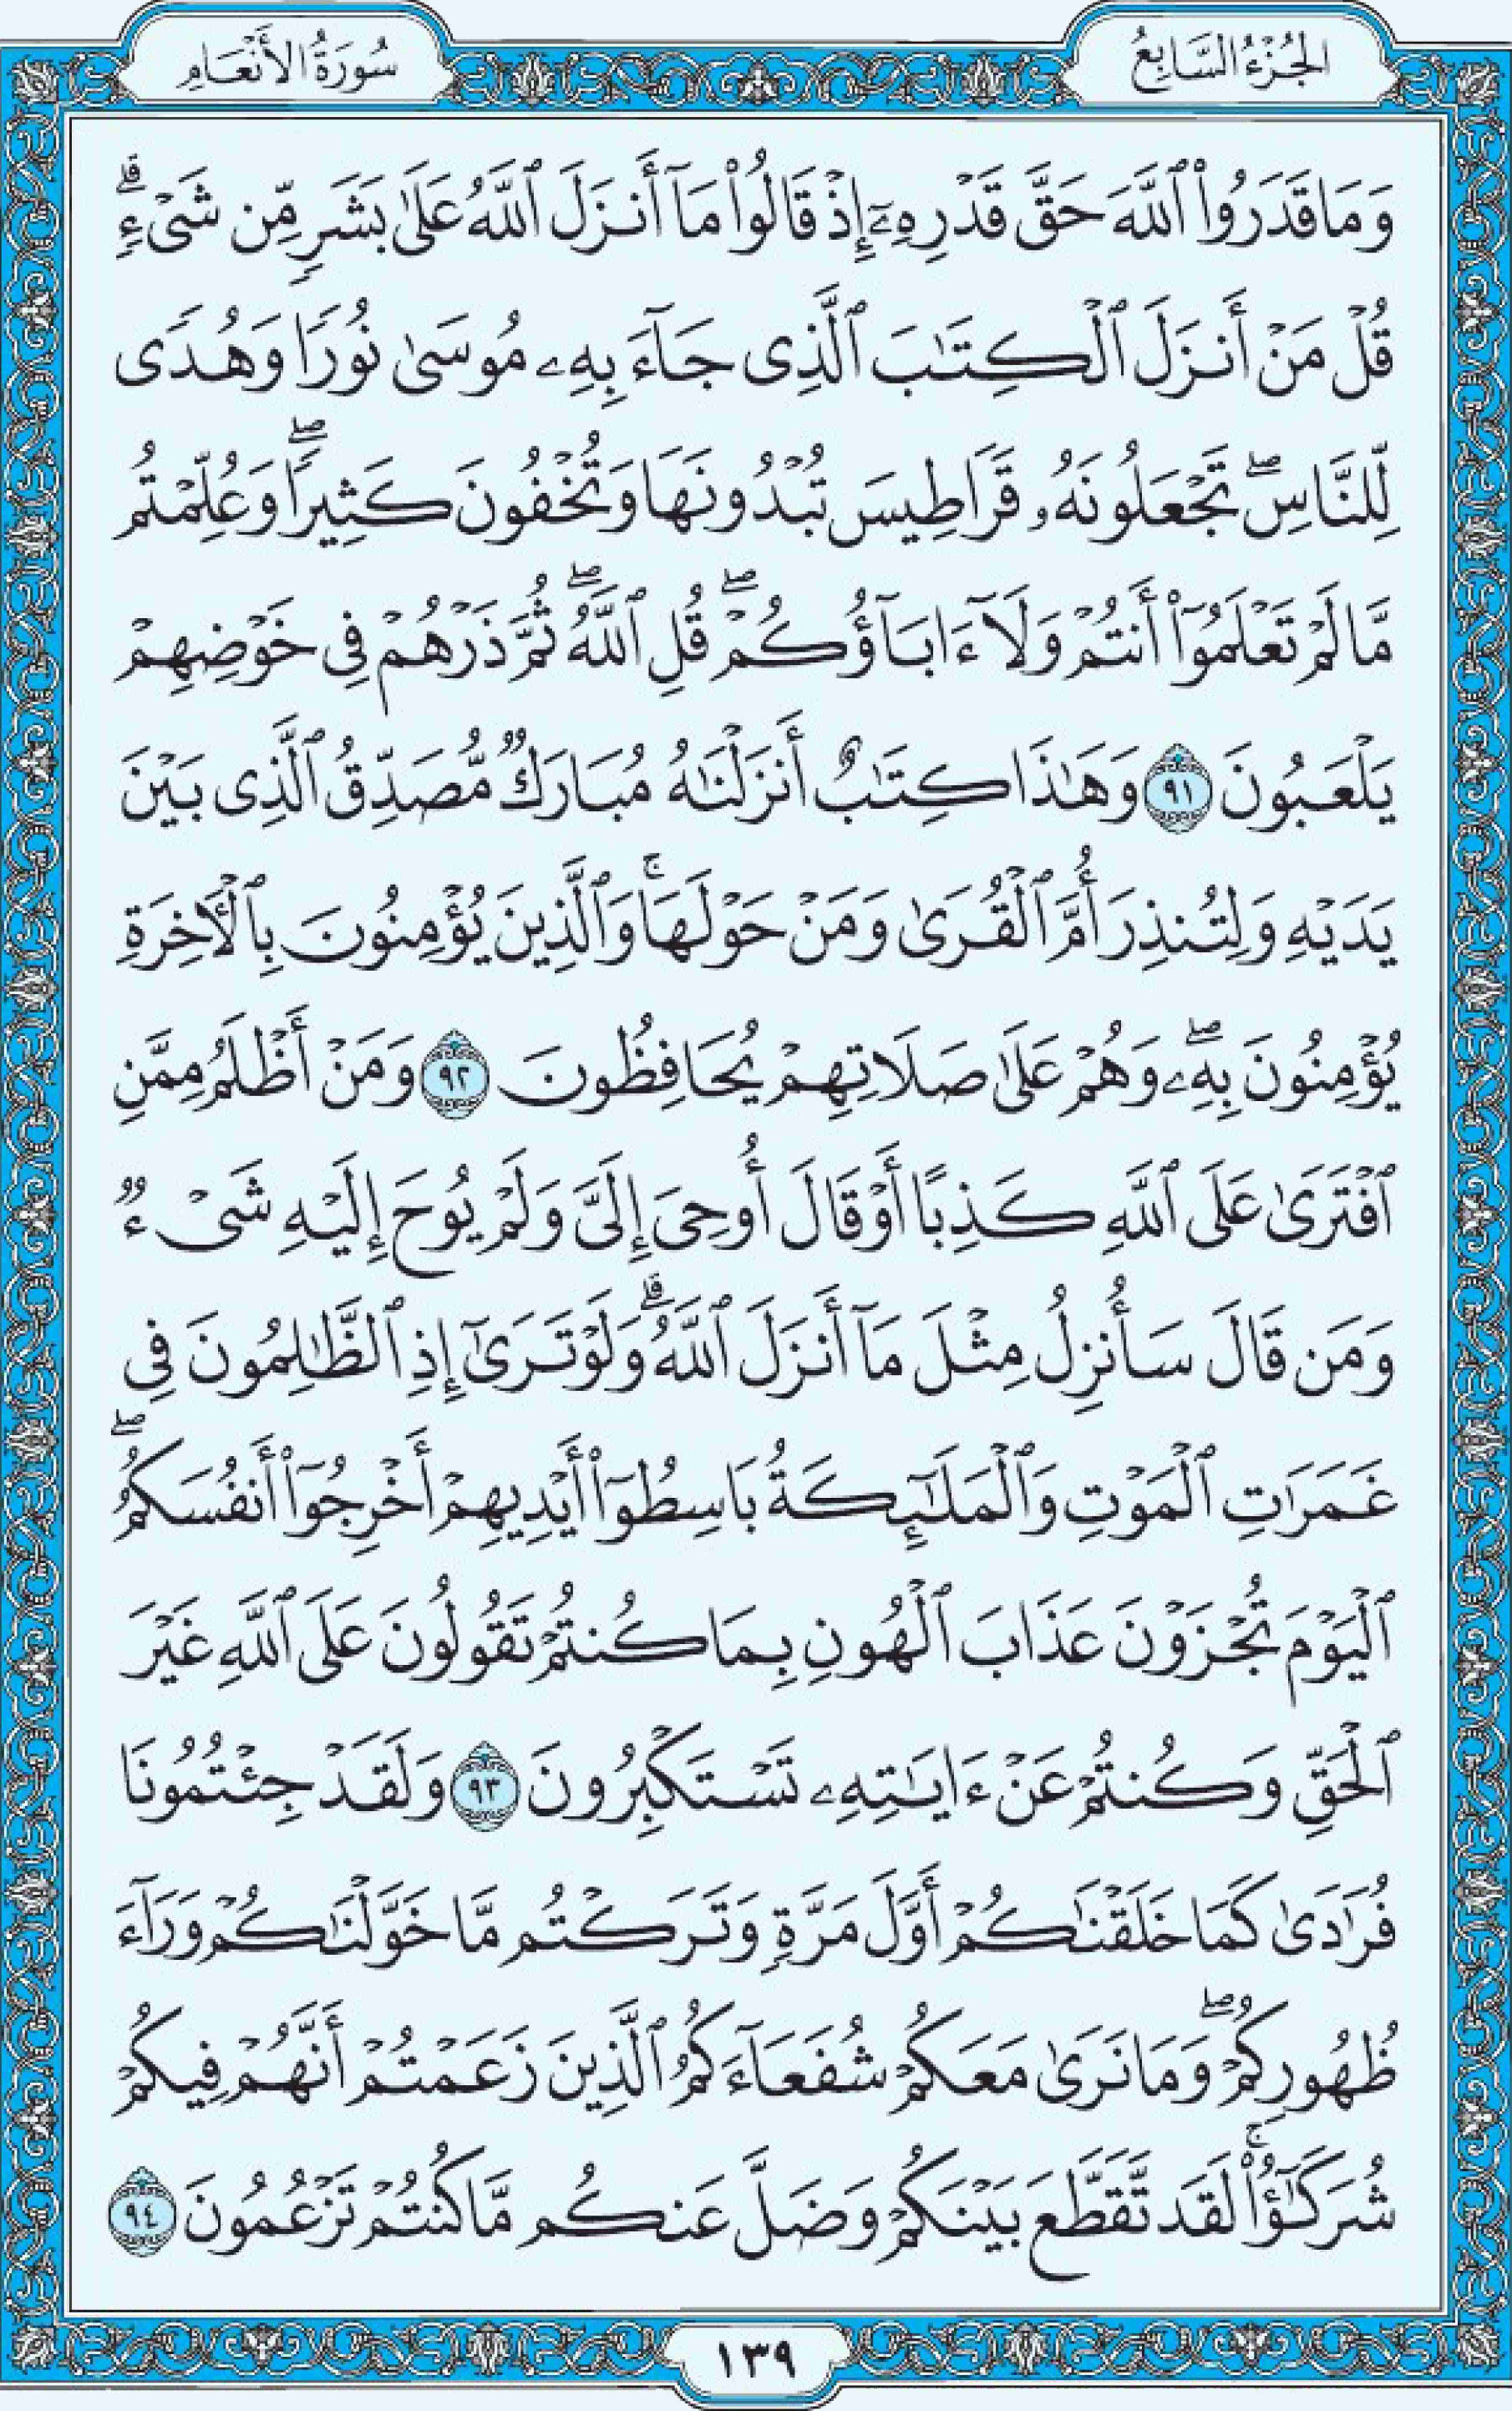 الجُزْءُ السَّابِعُ
سُورَةُ الأَنْعَامِ
وَمَا قَدَرُوا۟ ٱللَّهَ حَقَّ قَدْرِهِۦٓ إِذْ قَالُوا۟ مَآ أَنزَلَ ٱللَّهُ عَلَىٰ بَشَرٍ مِّن شَىْءٍ ۗ
قُلْ مَنْ أَنزَلَ ٱلْكِتَـٰبَ ٱلَّذِى جَآءَ بِهِۦ مُوسَىٰ نُورًا وَهُدًى
لِّلنَّاسِ ۖ تَجْعَلُونَهُۥ قَرَاطِيسَ تُبْدُونَهَا وَتُخْفُونَ كَثِيرًا ۖ وَعُلِّمْتُم
مَّا لَمْ تَعْلَمُوٓا۟ أَنتُمْ وَلَآ ءَابَآؤُكُمْ ۖ قُلِ ٱللَّهُ ۖ ثُمَّ ذَرْهُمْ فِى خَوْضِهِمْ
يَلْعَبُونَ ٩١ وَهَـٰذَا كِتَـٰبٌ أَنزَلْنَـٰهُ مُبَارَكٌ مُّصَدِّقُ ٱلَّذِى بَيْنَ
يَدَيْهِ وَلِتُنذِرَ أُمَّ ٱلْقُرَىٰ وَمَنْ حَوْلَهَا ۚ وَٱلَّذِينَ يُؤْمِنُونَ بِٱلْـَٔاخِرَةِ
يُؤْمِنُونَ بِهِۦ ۖ وَهُمْ عَلَىٰ صَلَاتِهِمْ يُحَافِظُونَ ٩٢ وَمَنْ أَظْلَمُ مِمَّنِ
ٱفْتَرَىٰ عَلَى ٱللَّهِ كَذِبًا أَوْ قَالَ أُوحِىَ إِلَىَّ وَلَمْ يُوحَ إِلَيْهِ شَىْءٌ
وَمَن قَالَ سَأُنزِلُ مِثْلَ مَآ أَنزَلَ ٱللَّهُ ۗ وَلَوْ تَرَىٰٓ إِذِ ٱلظَّـٰلِمُونَ فِى
غَمَرَٰتِ ٱلْمَوْتِ وَٱلْمَلَـٰٓئِكَةُ بَاسِطُوٓا۟ أَيْدِيهِمْ أَخْرِجُوٓا۟ أَنفُسَكُمُ ۖ
ٱلْيَوْمَ تُجْزَوْنَ عَذَابَ ٱلْهُونِ بِمَا كُنتُمْ تَقُولُونَ عَلَى ٱللَّهِ غَيْرَ
ٱلْحَقِّ وَكُنتُمْ عَنْ ءَايَـٰتِهِۦ تَسْتَكْبِرُونَ ٩٣ وَلَقَدْ جِئْتُمُونَا
فُرَٰدَىٰ كَمَا خَلَقْنَـٰكُمْ أَوَّلَ مَرَّةٍ وَتَرَكْتُم مَّا خَوَّلْنَـٰكُمْ وَرَآءَ
ظُهُورِكُمْ ۖ وَمَا نَرَىٰ مَعَكُمْ شُفَعَآءَكُمُ ٱلَّذِينَ زَعَمْتُمْ أَنَّهُمْ فِيكُمْ
شُرَكَـٰٓؤُا۟ ۚ لَقَد تَّقَطَّعَ بَيْنَكُمْ وَضَلَّ عَنكُم مَّا كُنتُمْ تَزْعُمُونَ ٩٤
١٣٩